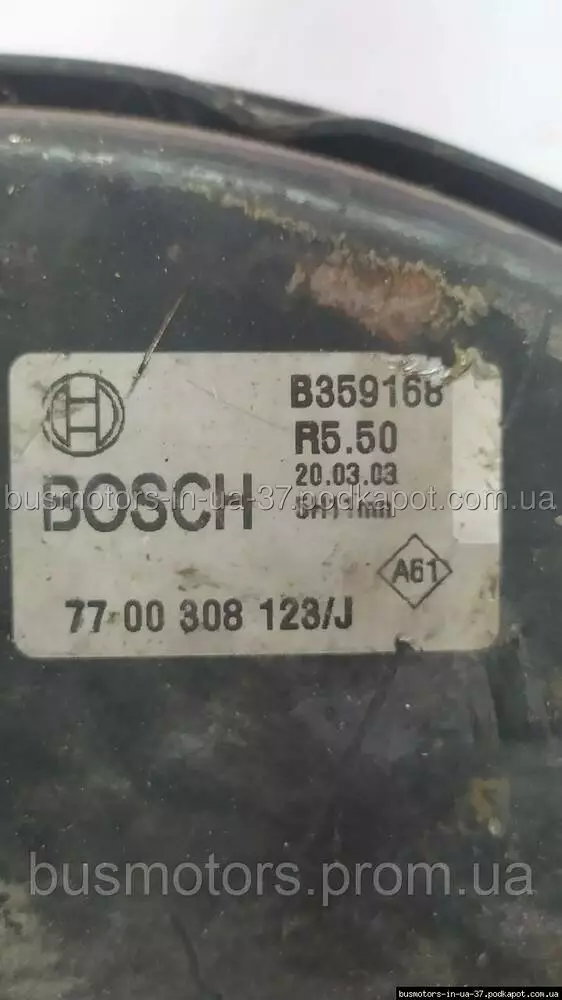 B359168
R5.50
20.03.03
BOSCH
A61
77 00 308 123/J
busmotors-in-ua-37.podkapot.com.ua
busmotors.prom.ua
busmotors-in-ua-37.podkapot.com.ua